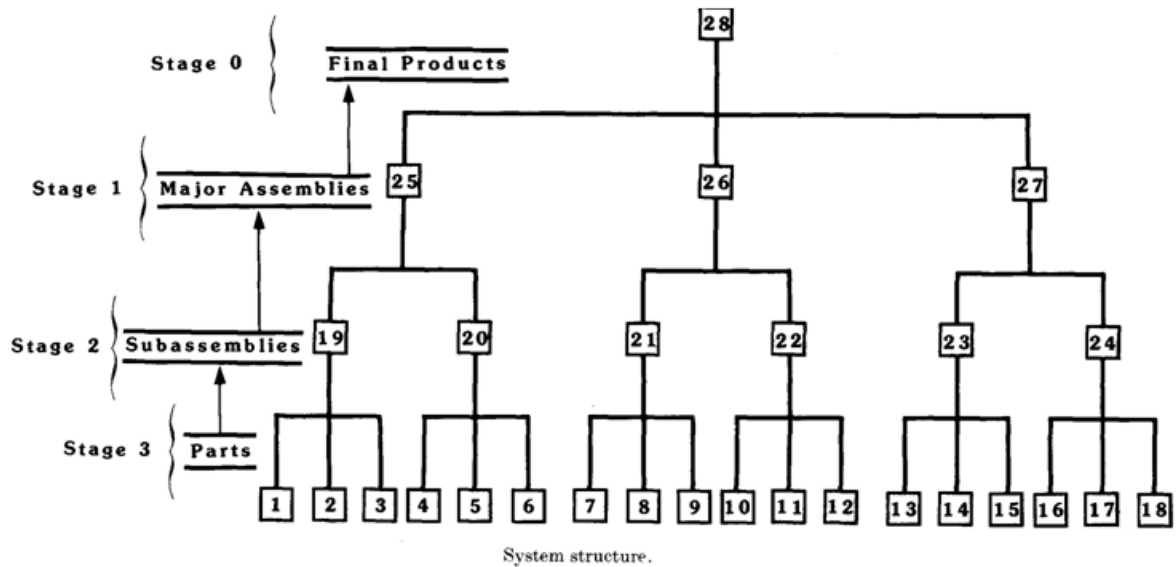 28
Stage 0
Final Products
25
26
27
Stage 1
Major Assemblies
19
20
21
22
23
24
Stage 2
Subassemblies
Stage 3
Parts
1 2 3 4 5 6 7 8 9 10 11 12 13 14 15 16 17 18
System structure.